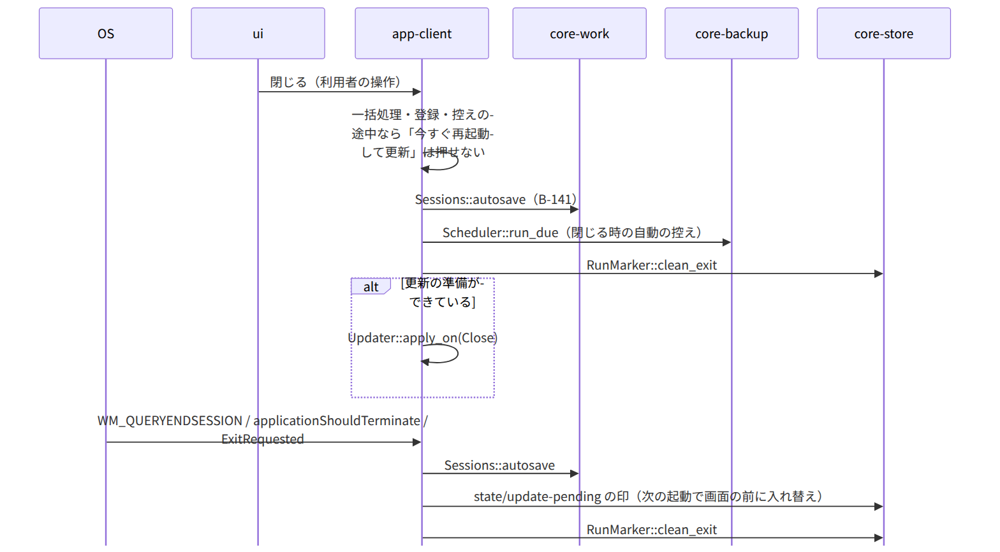 OS
ui
app-client
core-work
core-backup
core-store
閉じる（利用者の操作）
一括処理・登録・控えの-
途中なら「今すぐ再起動-
して更新」は押せない
Sessions::autosave（B-141）
Scheduler::run_due（閉じる時の自動の控え）
RunMarker::clean_exit
alt
[更新の準備が-
できている]
Updater::apply_on(Close)
WM_QUERYENDSESSION / applicationShouldTerminate /
ExitRequested
Sessions::autosave
state/update-pending の印（次の起動で画面の前に入れ替え）
RunMarker::clean_exit